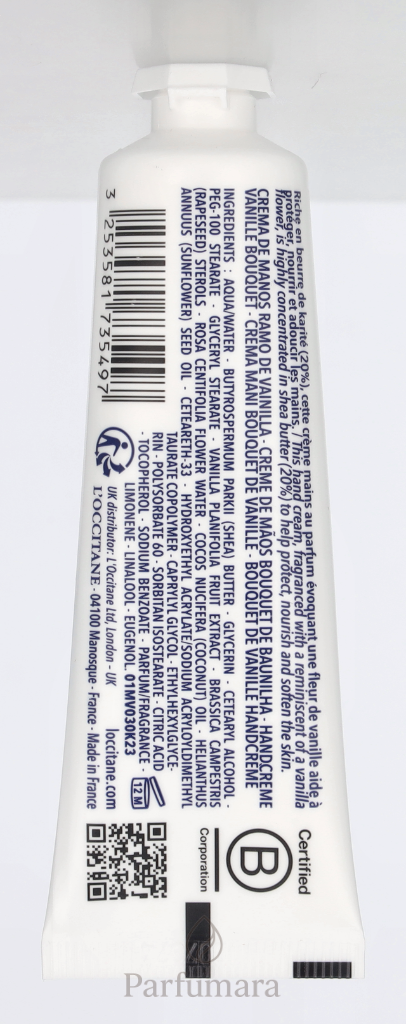 Riche en beurre de karité (20%), cette crème mains au parfum évoquant une fleur de vanille aide à
protéger, nourrir et adoucir les mains. / This hand cream, fragranced with a reminiscent of a vanilla
flower, is highly concentrated in shea butter (20%) to help protect, nourish and soften the skin.
CREMA DE MANOS RAMO DE VAINILLA - CREME DE MÃOS BOUQUET DE BAUNILHA - HANDCREME
VANILLE BOUQUET - CREMA MANI BOUQUET DE VANILLE - BOUQUET DE VANILLE HANDCREME
INGREDIENTS : AQUA/WATER · BUTYROSPERMUM PARKII (SHEA) BUTTER · GLYCERIN · CETEARYL ALCOHOL ·
PEG-100 STEARATE · GLYCERYL STEARATE · VANILLA PLANIFOLIA FRUIT EXTRACT · BRASSICA CAMPESTRIS
(RAPESEED) STEROLS · ROSA CENTIFOLIA FLOWER WATER · COCOS NUCIFERA (COCONUT) OIL · HELIANTHUS
ANNUUS (SUNFLOWER) SEED OIL · CETEARETH-33 · HYDROXYETHYL ACRYLATE/SODIUM ACRYLOYLDIMETHYL
TAURATE COPOLYMER · CAPRYLYL GLYCOL · ETHYLHEXYLGLYCE-
RIN · POLYSORBATE 60 · SORBITAN ISOSTEARATE · CITRIC ACID
· TOCOPHEROL · SODIUM BENZOATE · PARFUM/FRAGRANCE ·
LIMONENE · LINALOOL · EUGENOL 01MV030K23
12 M
UK distributor: L'Occitane Ltd, London - UK
loccitane.com
L'OCCITANE - 04100 Manosque - France - Made in France
3 253581 735497
Certified
B
Corporation
Parfumara